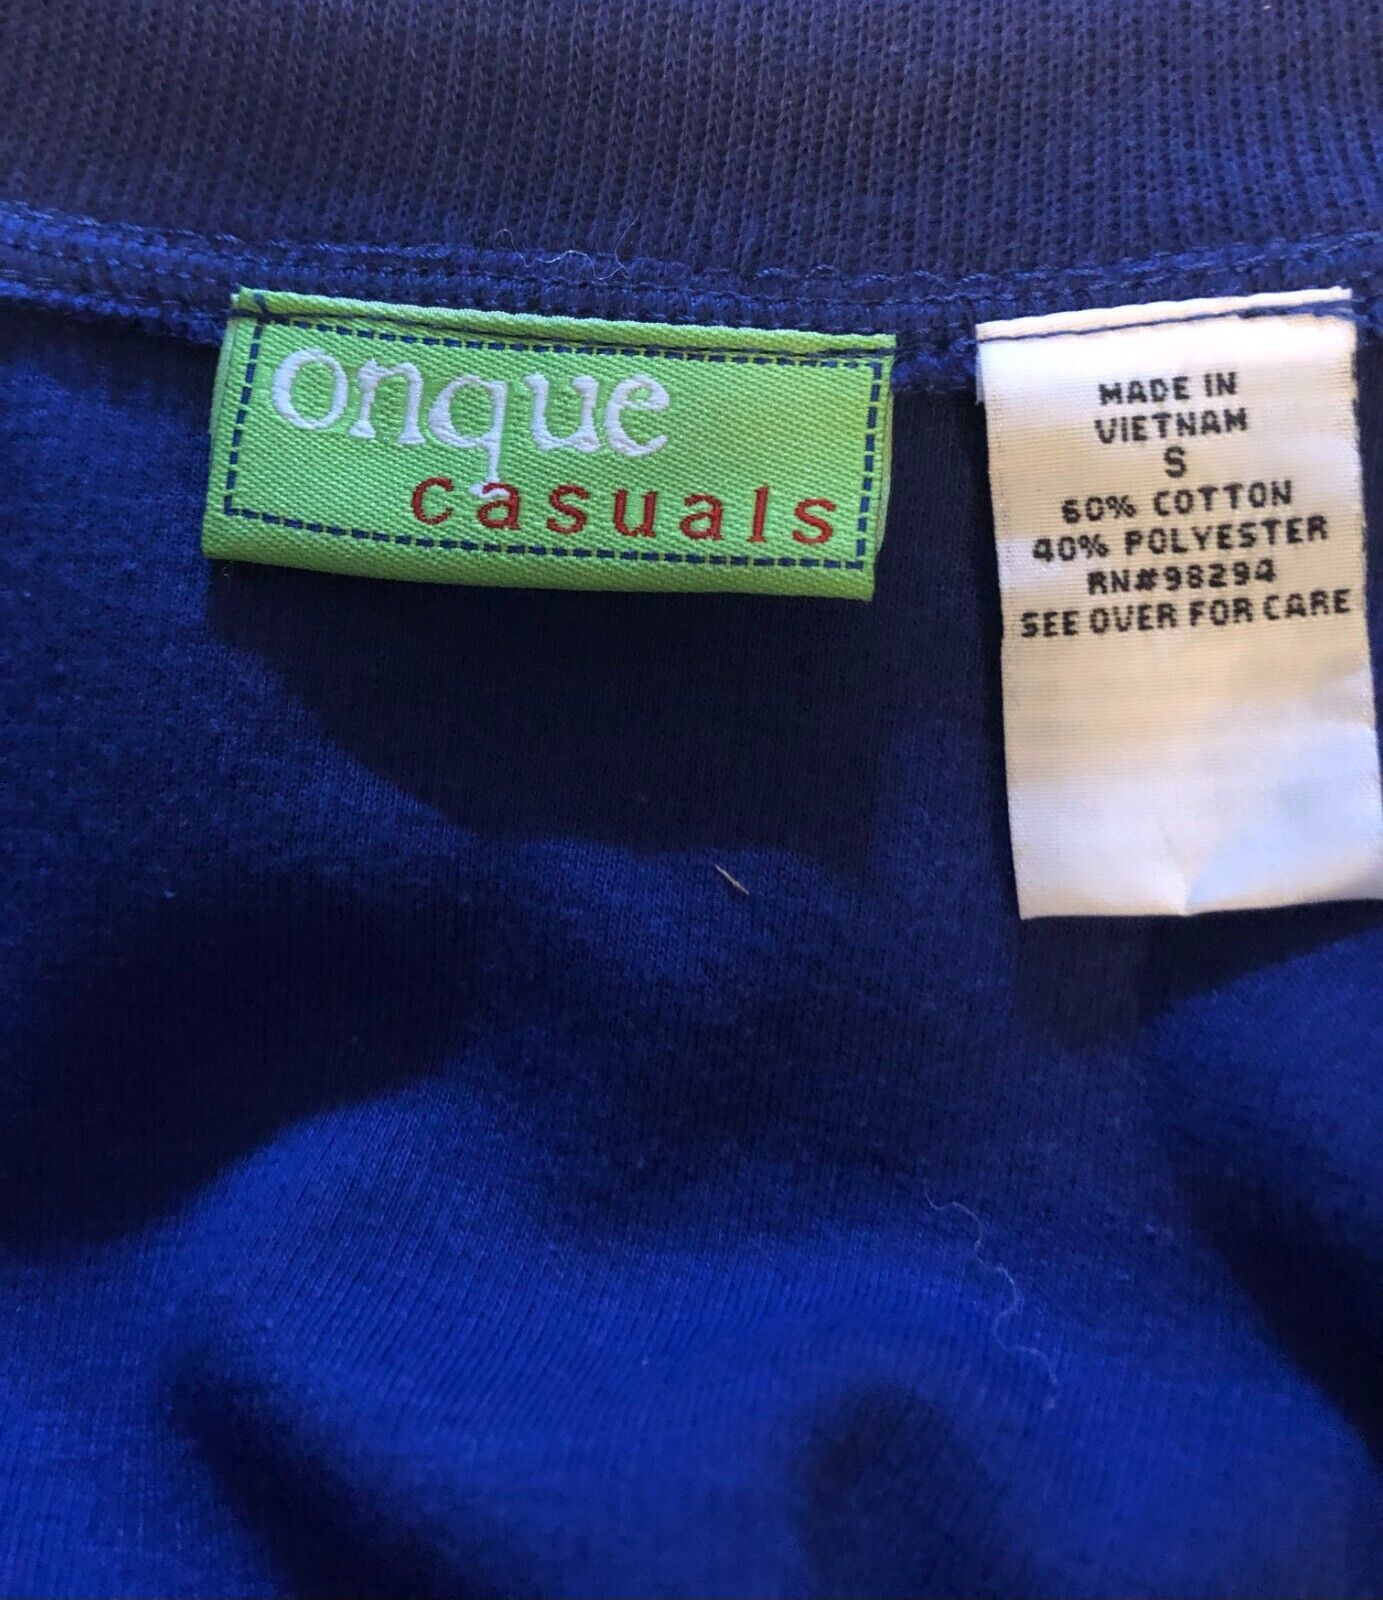 onque
casuals
MADE IN
VIETNAM
S
60% COTTON
40% POLYESTER
RN#98294
SEE OVER FOR CARE